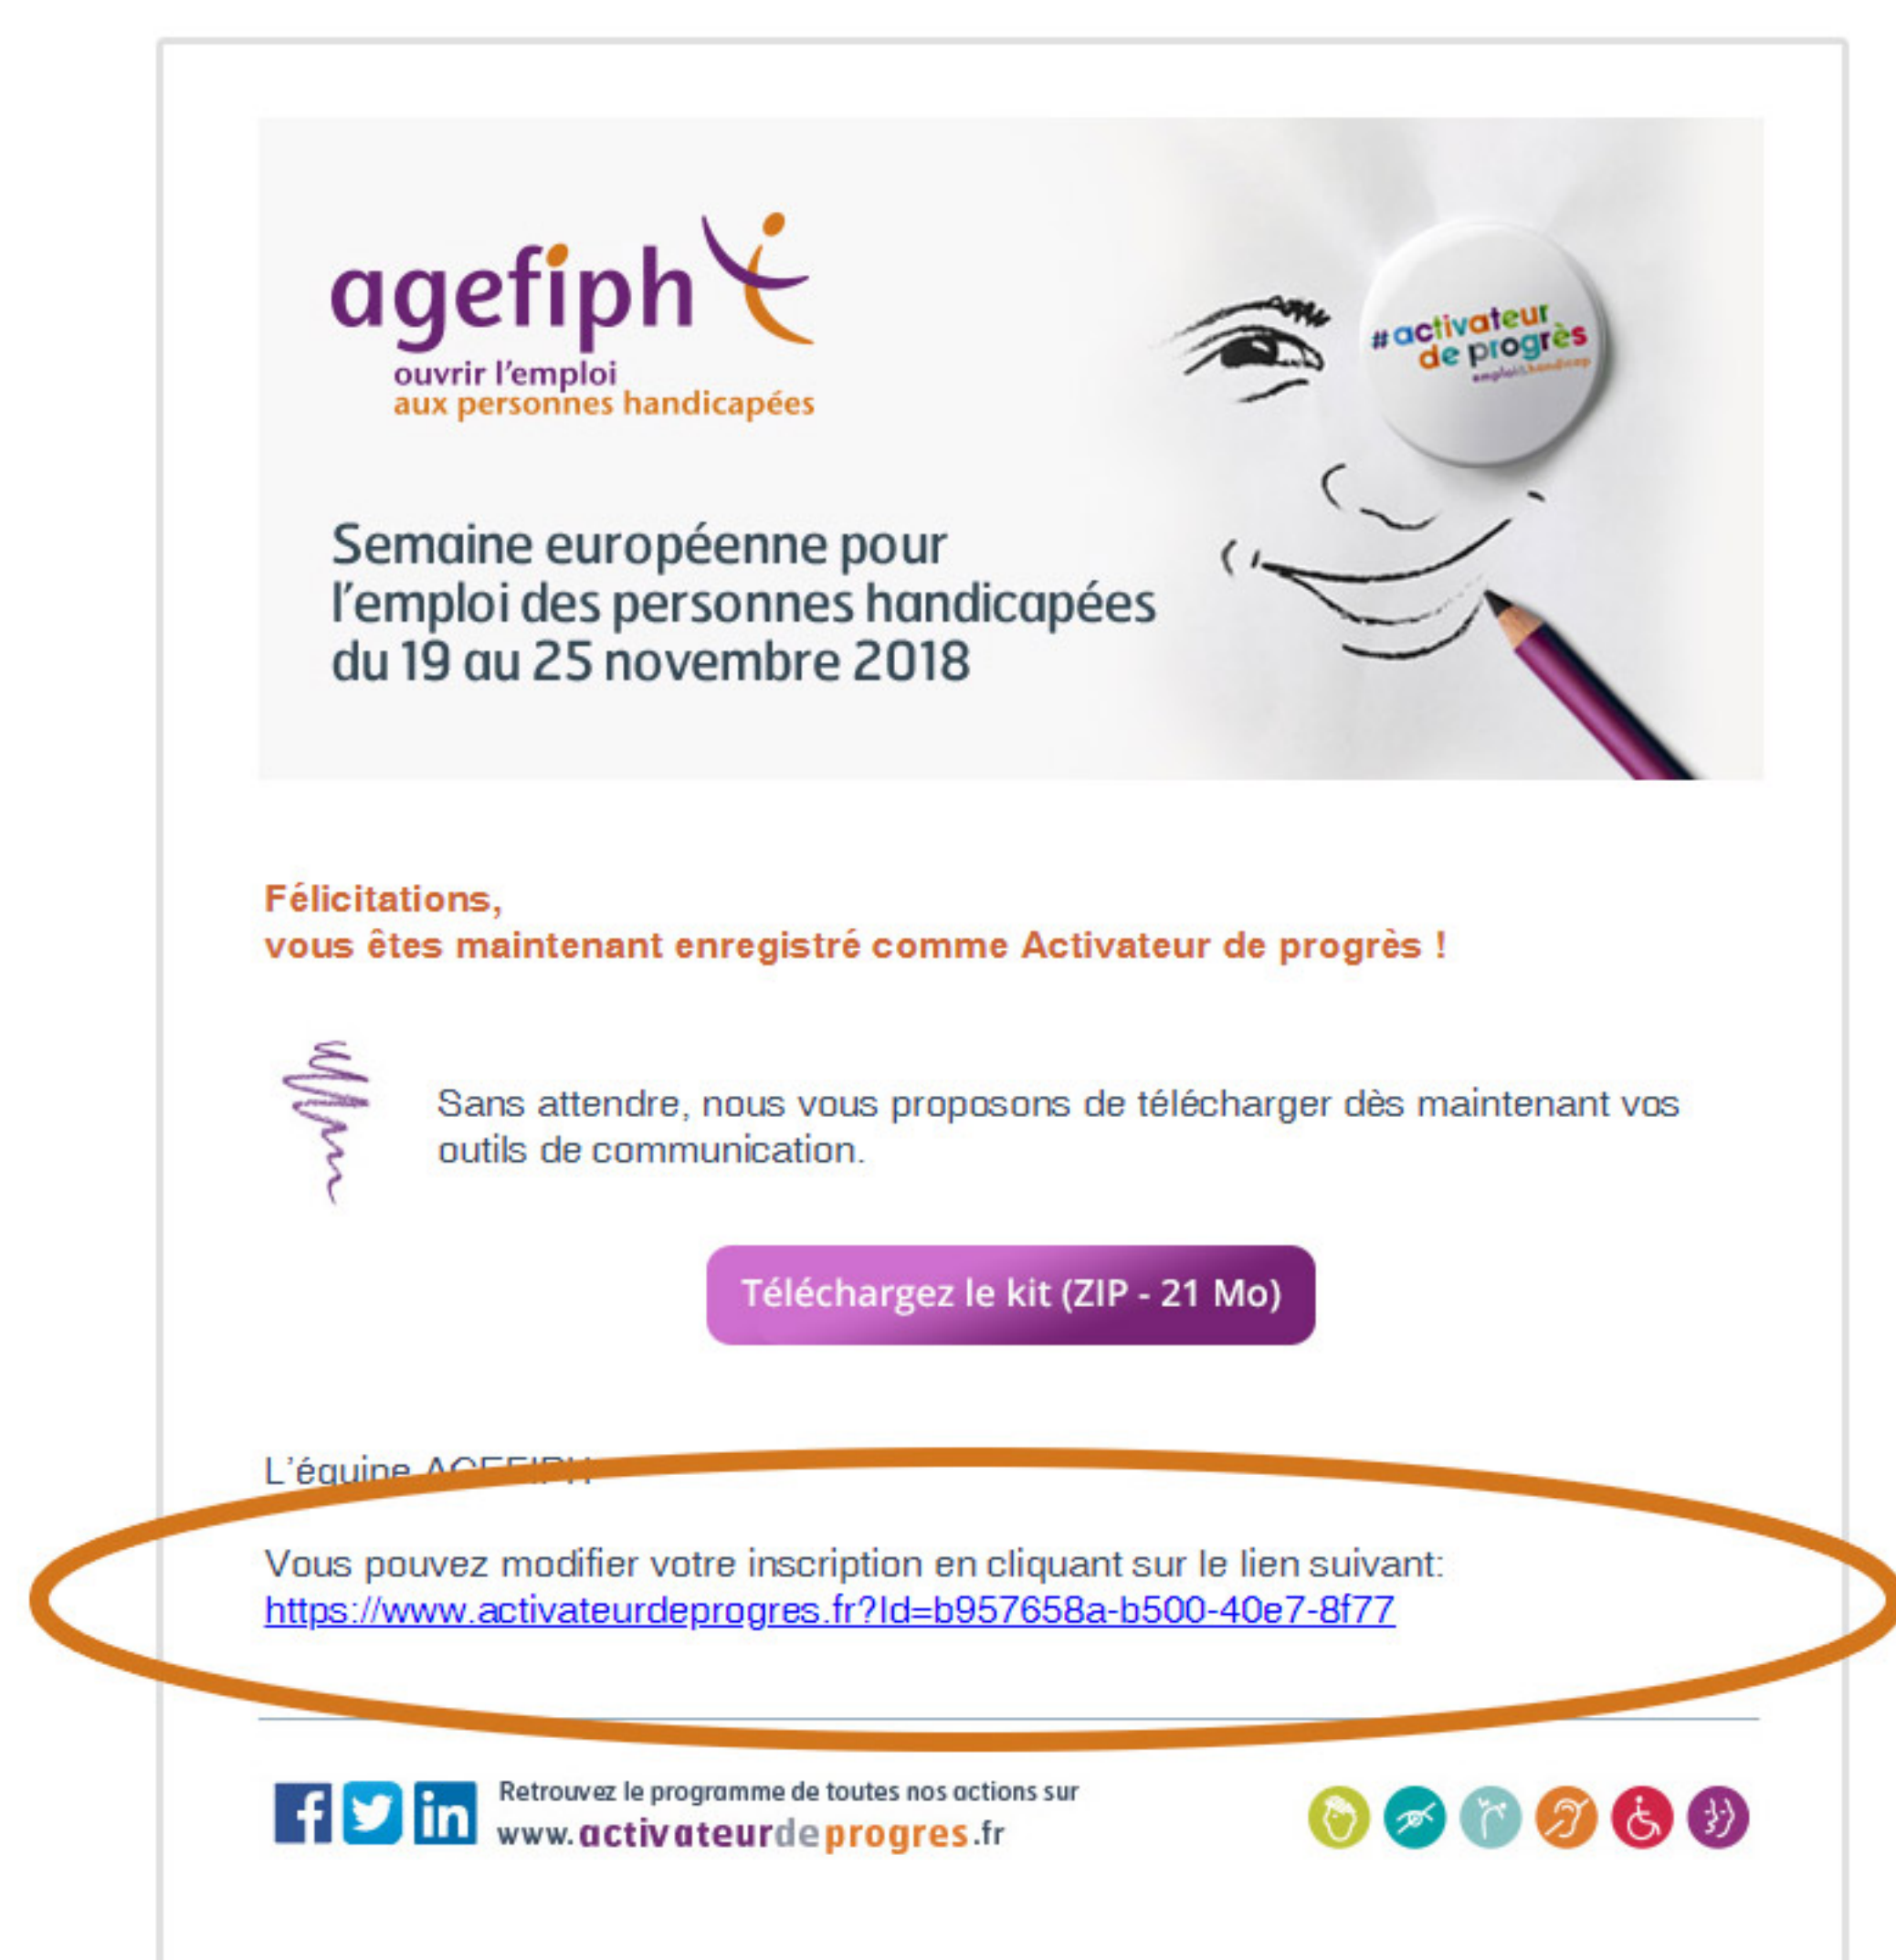 agefiph
ouvrir l'emploi
aux personnes handicapées
#activateur
de progrès
emploi&handicap
Semaine européenne pour
l'emploi des personnes handicapées
du 19 au 25 novembre 2018
Félicitations,
vous êtes maintenant enregistré comme Activateur de progrès !
Sans attendre, nous vous proposons de télécharger dès maintenant vos
outils de communication.
Téléchargez le kit (ZIP - 21 Mo)
L'équipe AGEFIPH
Vous pouvez modifier votre inscription en cliquant sur le lien suivant:
https://www.activateurdeprogres.fr?Id=b957658a-b500-40e7-8f77
Retrouvez le programme de toutes nos actions sur
www.activateurdeprogres.fr